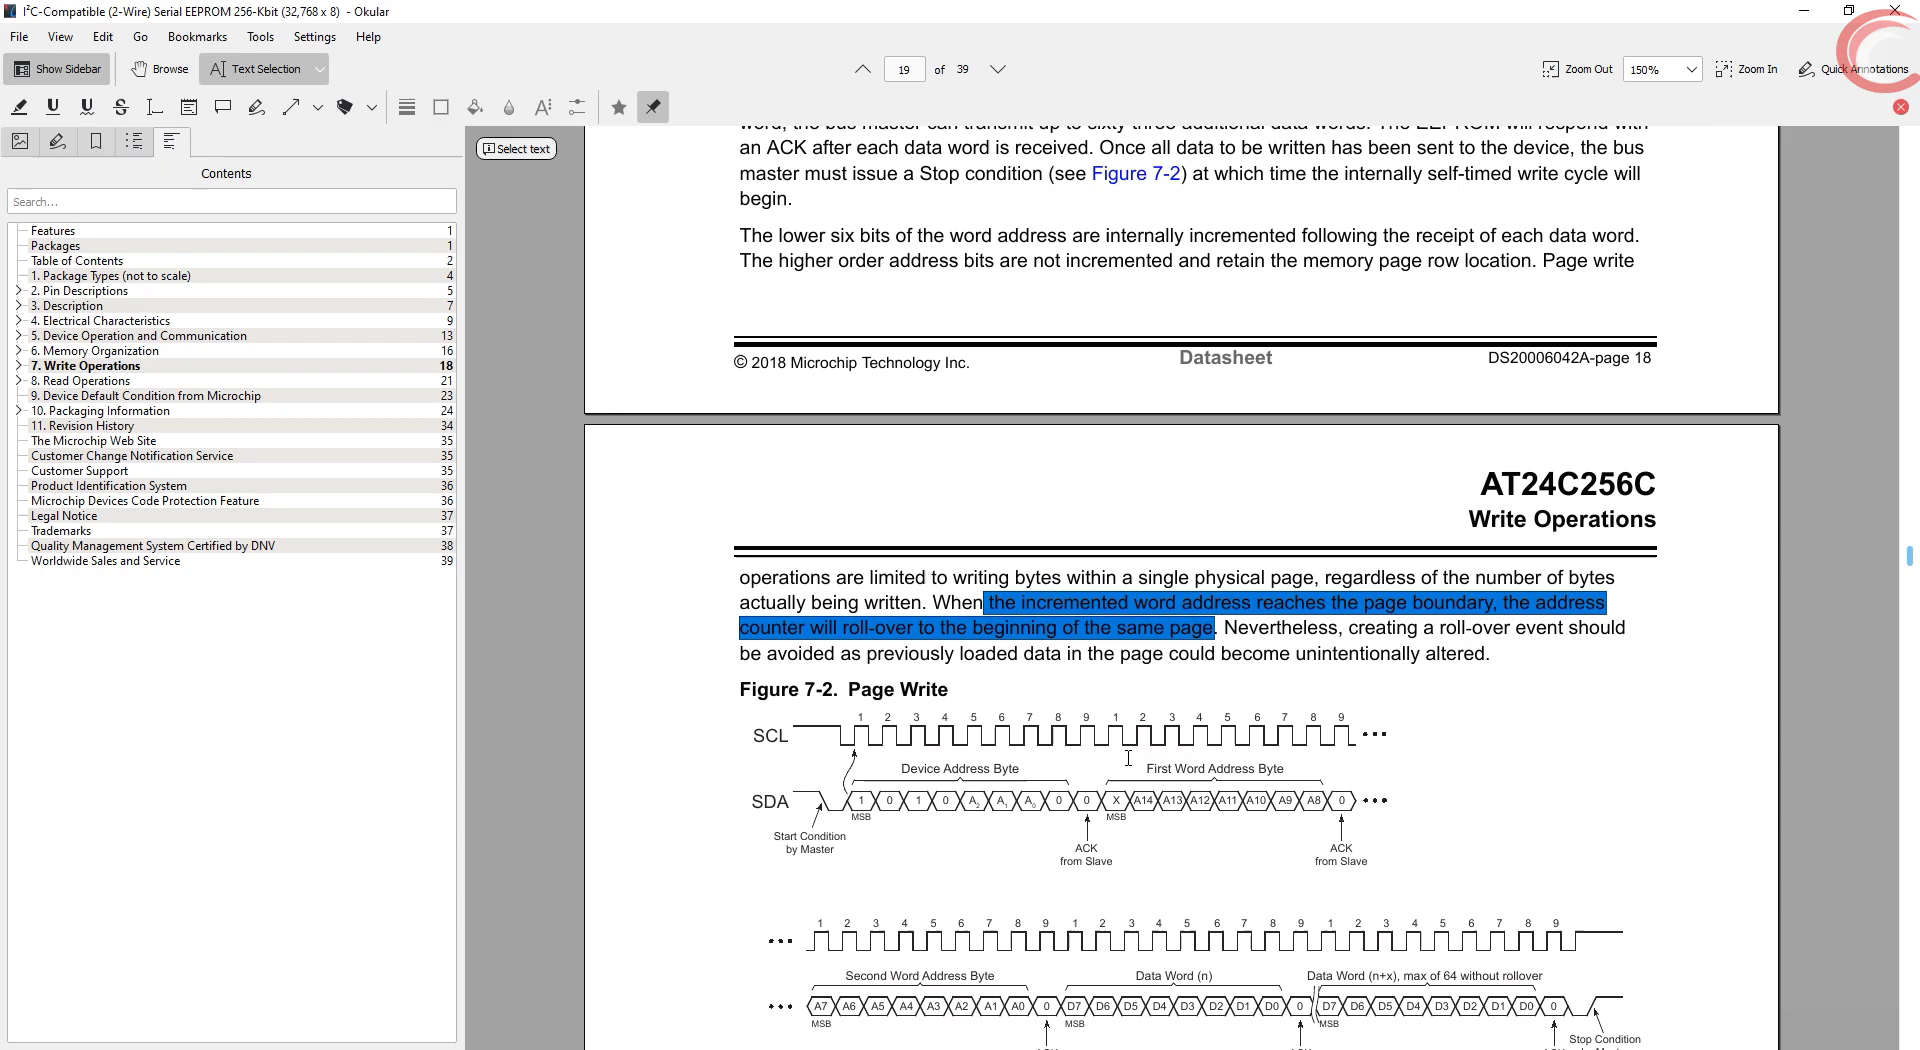 I²C-Compatible (2-Wire) Serial EEPROM 256-Kbit (32,768 x 8) - Okular
File View Edit Go Bookmarks Tools Settings Help
Show Sidebar Browse Text Selection 19 of 39 Zoom Out 150% Zoom In Quick Annotations
Select text
Contents
Search...
Features 1
Packages 1
Table of Contents 2
1. Package Types (not to scale) 4
2. Pin Descriptions 5
3. Description 7
4. Electrical Characteristics 9
5. Device Operation and Communication 13
6. Memory Organization 16
7. Write Operations 18
8. Read Operations 21
9. Device Default Condition from Microchip 23
10. Packaging Information 24
11. Revision History 34
The Microchip Web Site 35
Customer Change Notification Service 35
Customer Support 35
Product Identification System 36
Microchip Devices Code Protection Feature 36
Legal Notice 37
Trademarks 37
Quality Management System Certified by DNV 38
Worldwide Sales and Service 39
word, the bus master can transmit up to sixty three additional data words. The EEPROM will respond with
an ACK after each data word is received. Once all data to be written has been sent to the device, the bus
master must issue a Stop condition (see Figure 7-2) at which time the internally self-timed write cycle will
begin.
The lower six bits of the word address are internally incremented following the receipt of each data word.
The higher order address bits are not incremented and retain the memory page row location. Page write
© 2018 Microchip Technology Inc. Datasheet DS20006042A-page 18
AT24C256C
Write Operations
operations are limited to writing bytes within a single physical page, regardless of the number of bytes
actually being written. When the incremented word address reaches the page boundary, the address
counter will roll-over to the beginning of the same page. Nevertheless, creating a roll-over event should
be avoided as previously loaded data in the page could become unintentionally altered.
Figure 7-2. Page Write
1 2 3 4 5 6 7 8 9 1 2 3 4 5 6 7 8 9
SCL
Device Address Byte First Word Address Byte
SDA 1 0 1 0 A2 A1 A0 0 0 X A14 A13 A12 A11 A10 A9 A8 0
MSB MSB
Start Condition
by Master
ACK ACK
from Slave from Slave
1 2 3 4 5 6 7 8 9 1 2 3 4 5 6 7 8 9 1 2 3 4 5 6 7 8 9
Second Word Address Byte Data Word (n) Data Word (n+x), max of 64 without rollover
A7 A6 A5 A4 A3 A2 A1 A0 0 D7 D6 D5 D4 D3 D2 D1 D0 0 D7 D6 D5 D4 D3 D2 D1 D0 0
MSB MSB MSB
Stop Condition